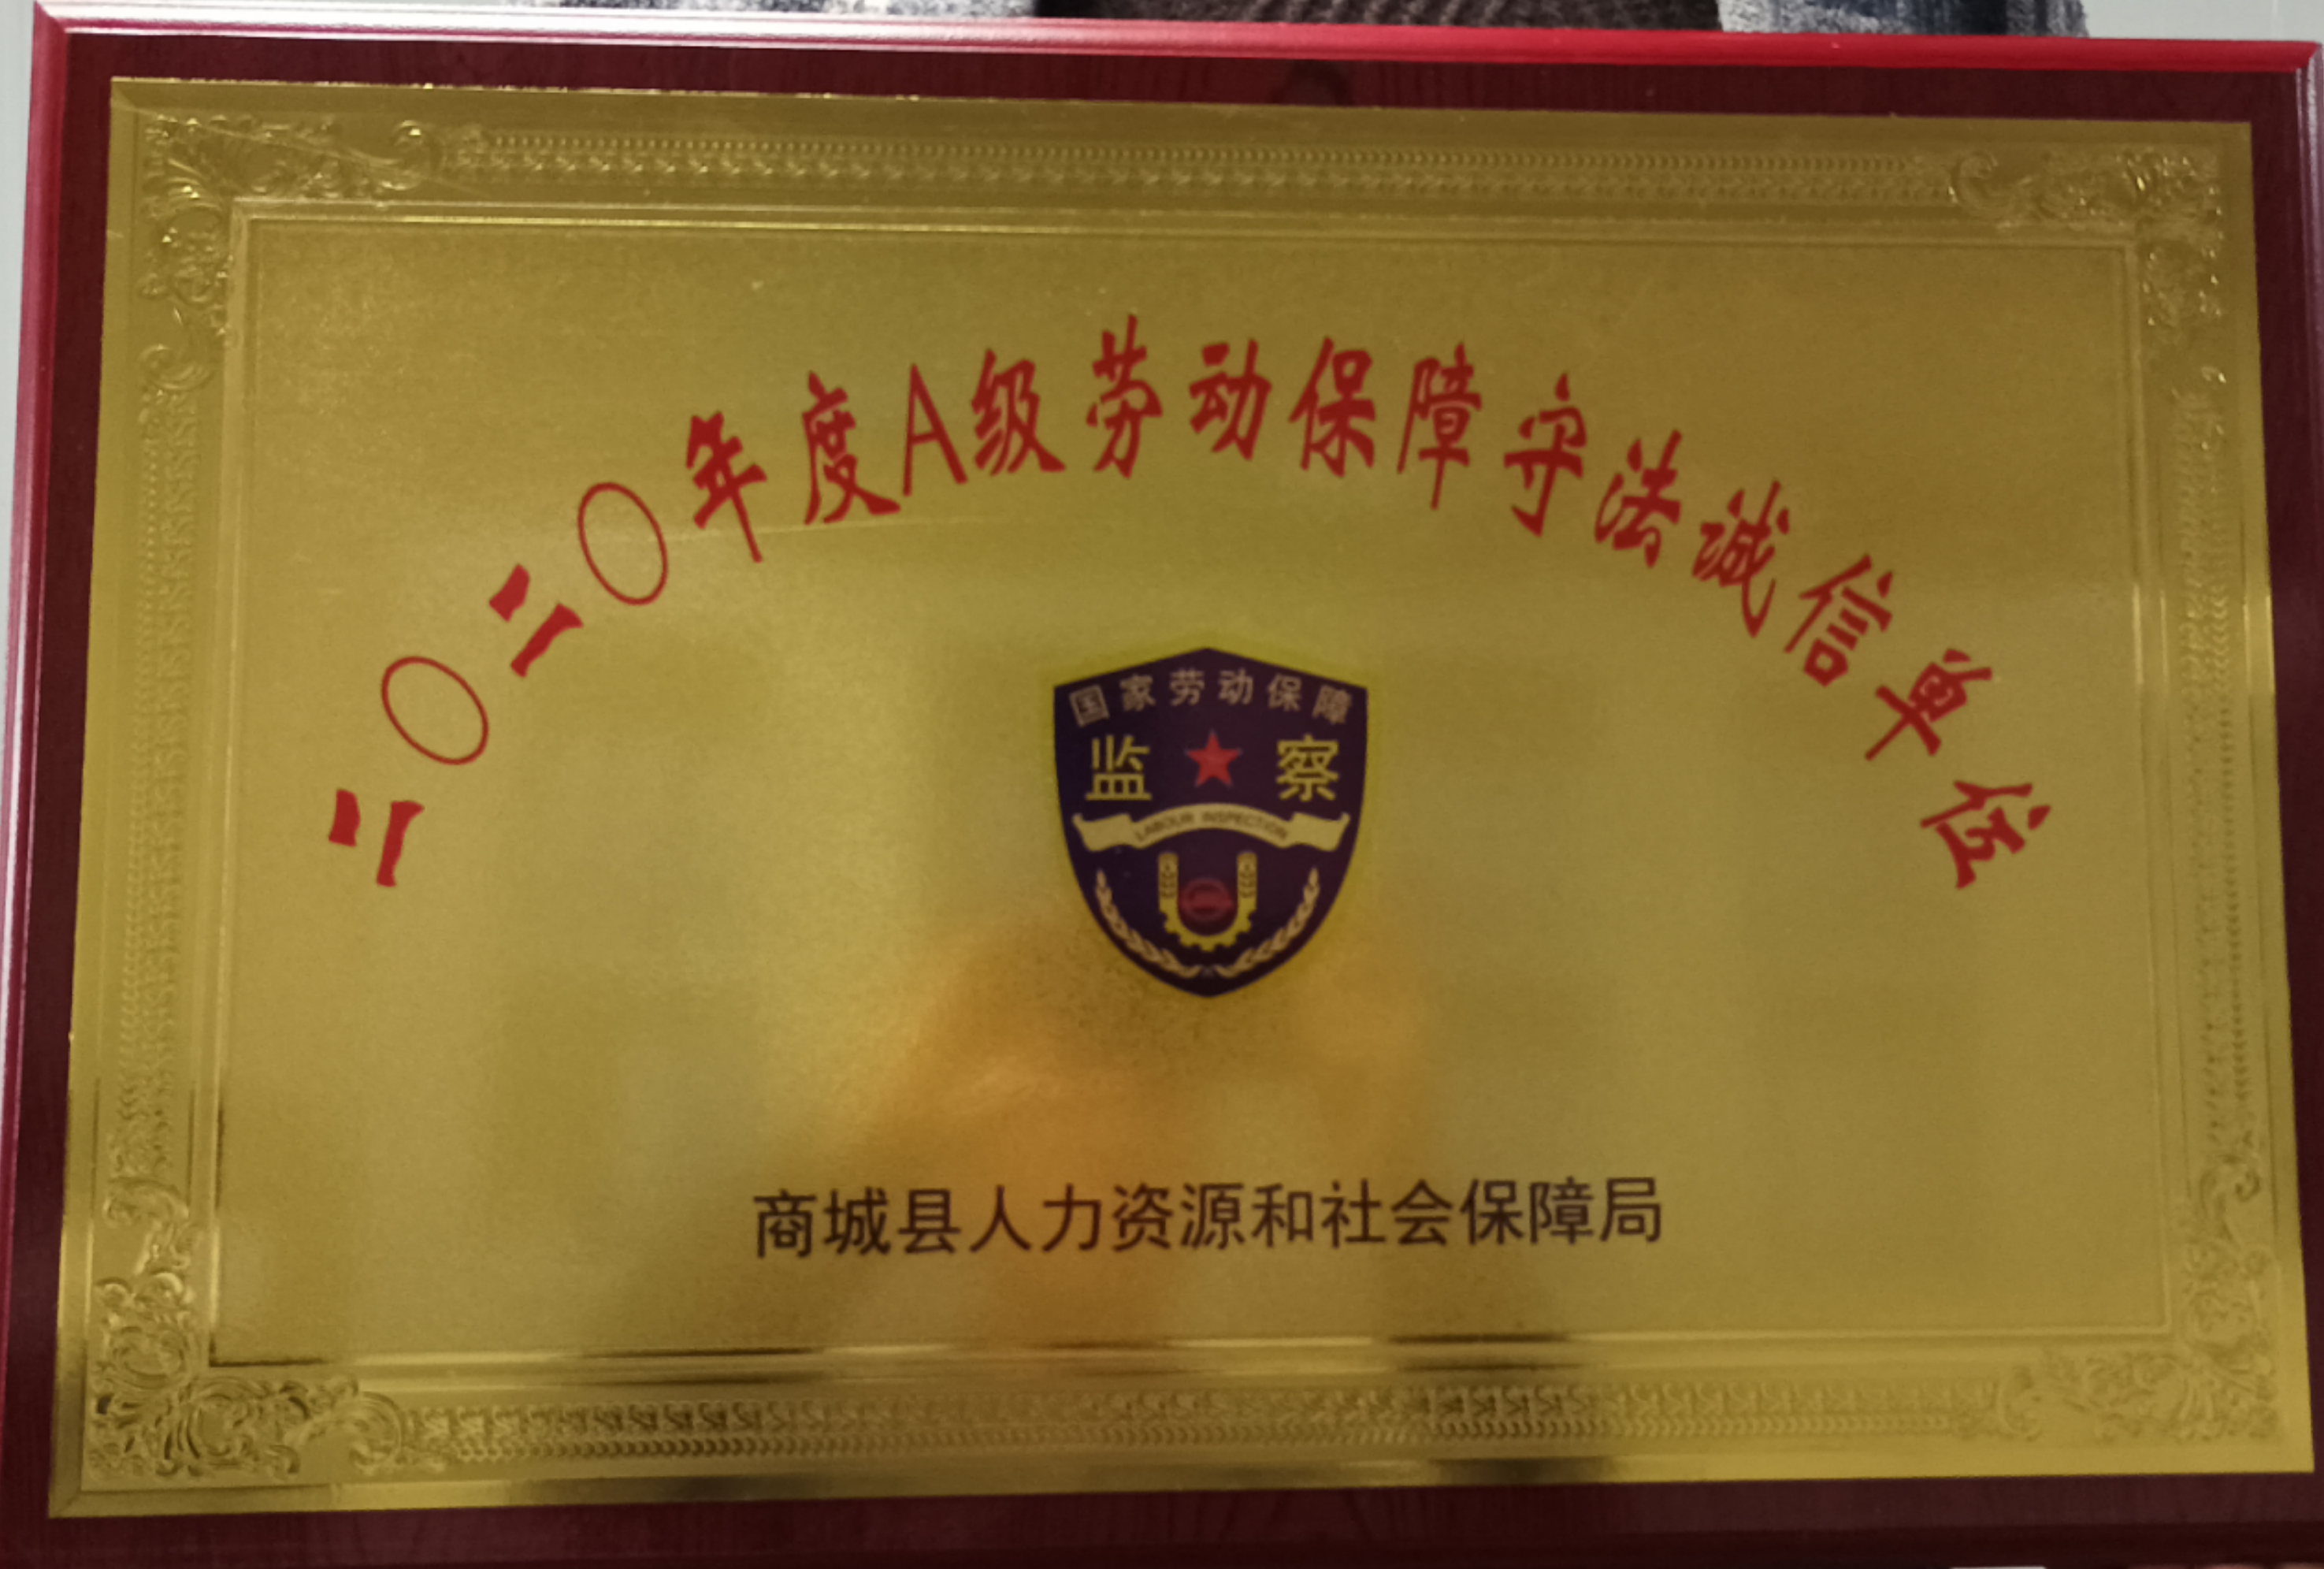 二〇二〇年度A级劳动保障守法诚信单位
国家劳动保障
监察
LABOUR INSPECTION
商城县人力资源和社会保障局